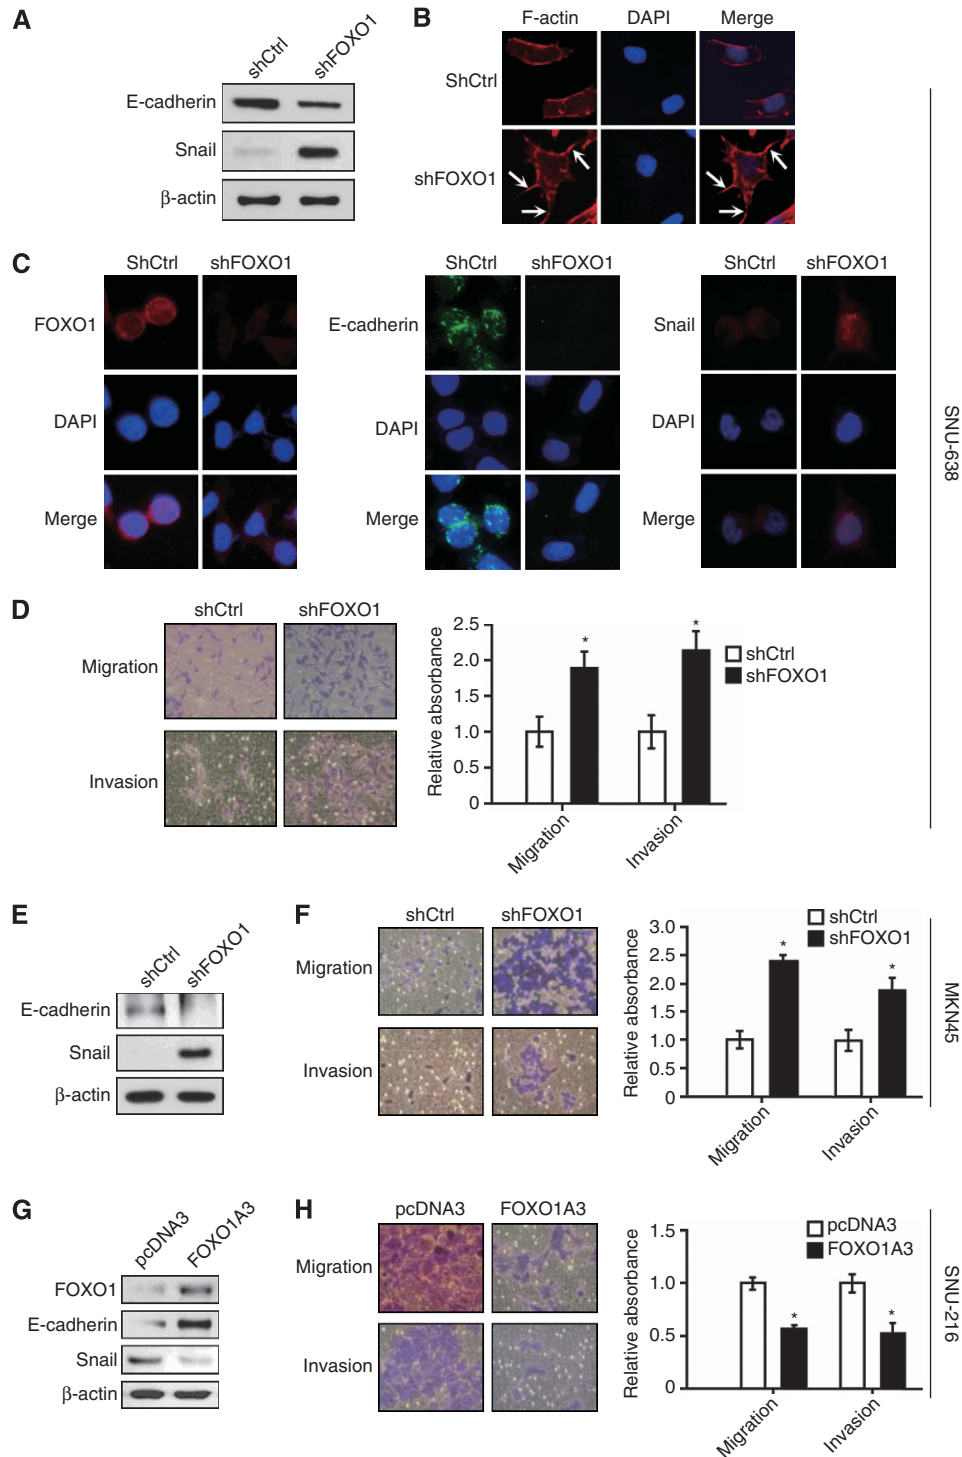 A
shCtrl shFOXO1
E-cadherin
Snail
β-actin
B
F-actin DAPI Merge
ShCtrl
shFOXO1
C
ShCtrl shFOXO1
FOXO1
DAPI
Merge
ShCtrl shFOXO1
E-cadherin
DAPI
Merge
ShCtrl shFOXO1
Snail
DAPI
Merge
SNU-638
D
shCtrl shFOXO1
Migration
Invasion
Relative absorbance
2.5
2.0
1.5
1.0
0.5
0
* *
Migration Invasion
shCtrl
shFOXO1
E
shCtrl shFOXO1
E-cadherin
Snail
β-actin
F
shCtrl shFOXO1
Migration
Invasion
Relative absorbance
3.0
2.5
2.0
1.5
1.0
0.5
0
* *
Migration Invasion
shCtrl
shFOXO1
MKN45
G
pcDNA3 FOXO1A3
FOXO1
E-cadherin
Snail
β-actin
H
pcDNA3 FOXO1A3
Migration
Invasion
Relative absorbance
1.5
1.0
0.5
0
* *
Migration Invasion
pcDNA3
FOXO1A3
SNU-216